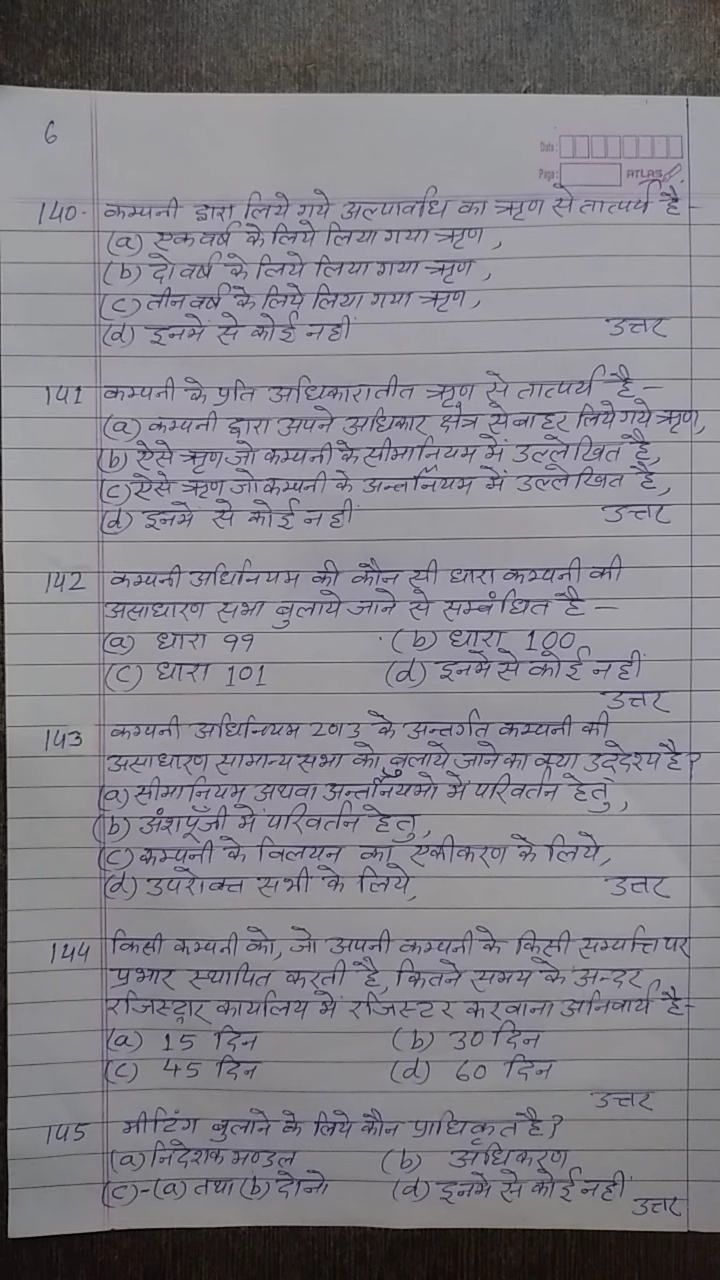 6
Date:
Page: ATLAS
140- कम्पनी द्वारा लिये गये अल्पावधि का ऋण से तात्पर्य है -
(a) एक वर्ष के लिये लिया गया ऋण,
(b) दो वर्ष के लिये लिया गया ऋण,
(c) तीन वर्ष के लिये लिया गया ऋण,
(d) इनमें से कोई नहीं उत्तर
141 कम्पनी के प्रति अधिकारातीत ऋण से तात्पर्य है -
(a) कम्पनी द्वारा अपने अधिकार क्षेत्र से बाहर लिये गये ऋण,
(b) ऐसे ऋण जो कम्पनी के सीमानियम में उल्लेखित है,
(c) ऐसे ऋण जो कम्पनी के अन्तर्नियम में उल्लेखित है,
(d) इनमें से कोई नहीं उत्तर
142 कम्पनी अधिनियम की कौन सी धारा कम्पनी की
असाधारण सभा बुलाये जाने से सम्बंधित है -
(a) धारा 99 (b) धारा 100
(c) धारा 101 (d) इनमें से कोई नहीं
उत्तर
143 कम्पनी अधिनियम 2013 के अन्तर्गत कम्पनी की
असाधारण सामान्य सभा को बुलाये जाने का क्या उद्देश्य है?
(a) सीमानियम अथवा अर्न्तनियमो में परिवर्तन हेतु,
(b) अंशपूँजी में परिवर्तन हेतु,
(c) कम्पनी के विलयन का एकीकरण के लिये,
(d) उपरोक्त सभी के लिये, उत्तर
144 किसी कम्पनी को, जो अपनी कम्पनी के किसी सम्पत्ति पर
प्रभार स्थापित करती है, कितने समय के अन्दर
रजिस्ट्रार कार्यालय में रजिस्टर करवाना अनिवार्य है-
(a) 15 दिन (b) 30 दिन
(c) 45 दिन (d) 60 दिन
उत्तर
145 मीटिंग बुलाने के लिये कौन प्राधिकृत है?
(a) निदेशक मण्डल (b) अधिकरण
(c)-(a) तथा (b) दोनो (d) इनमें से कोई नहीं
उत्तर